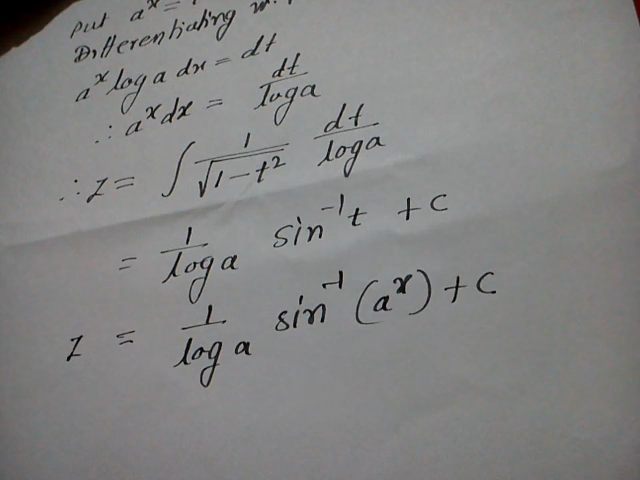 Put a^x =
Differentiating w.
a^x log a dx = dt
∴ a^x dx = dt/log a
∴ I = ∫ 1/√(1-t²) dt/log a
= 1/log a sin⁻¹t + c
I = 1/log a sin⁻¹(a^x) + c